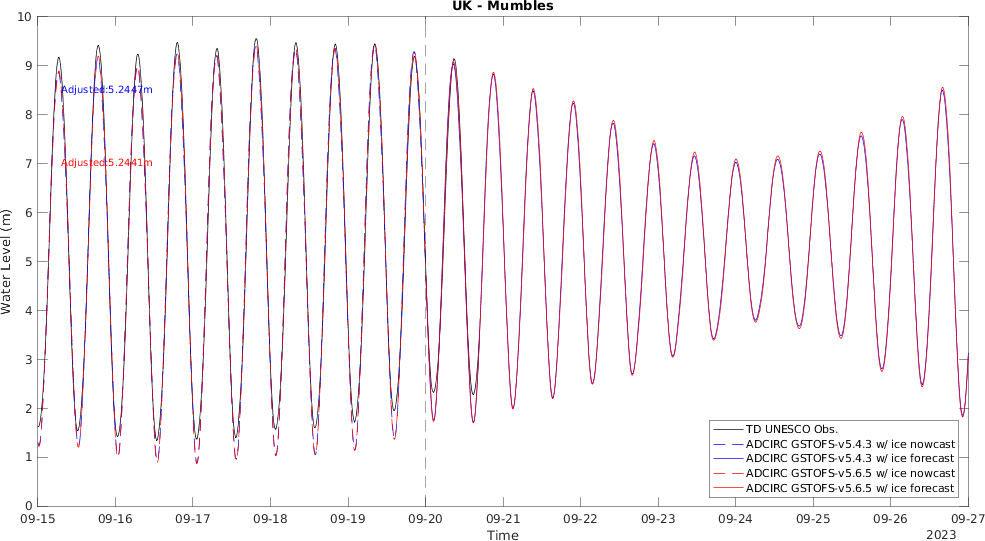 UK - Mumbles
10
9
8
7
6
5
4
3
2
1
0
Water Level (m)
Adjusted:5.2447m
Adjusted:5.2441m
TD UNESCO Obs.
ADCIRC GSTOFS-v5.4.3 w/ ice nowcast
ADCIRC GSTOFS-v5.4.3 w/ ice forecast
ADCIRC GSTOFS-v5.6.5 w/ ice nowcast
ADCIRC GSTOFS-v5.6.5 w/ ice forecast
09-15 09-16 09-17 09-18 09-19 09-20 09-21 09-22 09-23 09-24 09-25 09-26 09-27
Time
2023